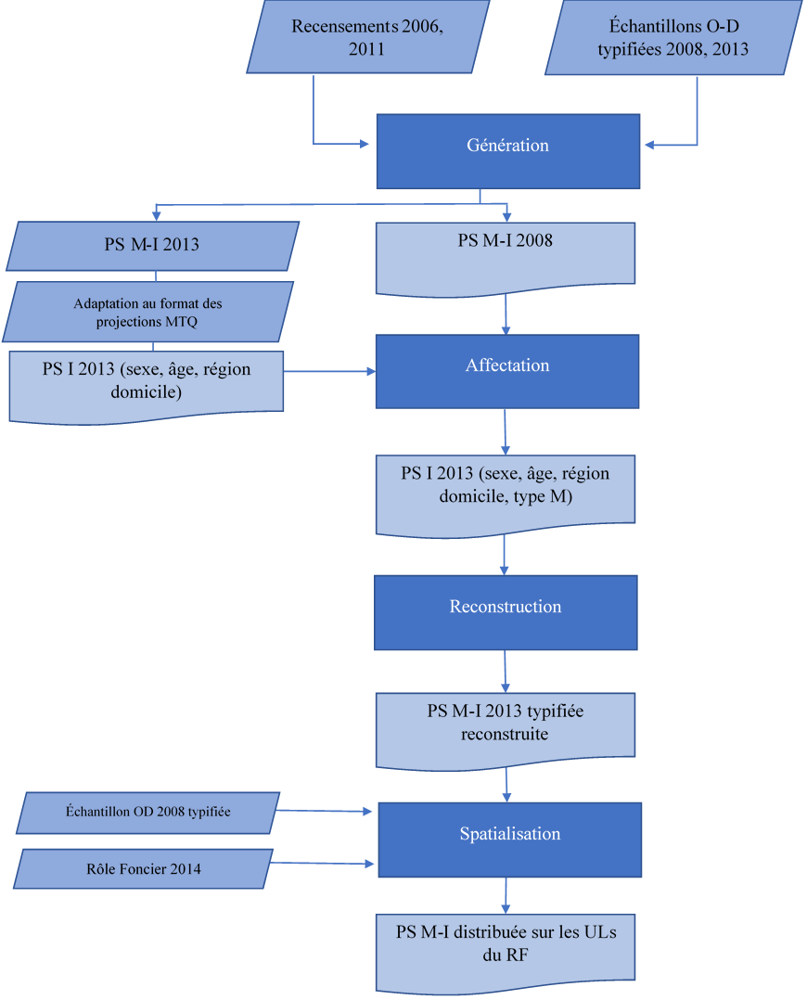 Recensements 2006,
2011
Échantillons O-D
typifiées 2008, 2013
Génération
PS M-I 2013
PS M-I 2008
Adaptation au format des
projections MTQ
PS I 2013 (sexe, âge, région
domicile)
Affectation
PS I 2013 (sexe, âge, région
domicile, type M)
Reconstruction
PS M-I 2013 typifiée
reconstruite
Échantillon OD 2008 typifiée
Spatialisation
Rôle Foncier 2014
PS M-I distribuée sur les ULs
du RF